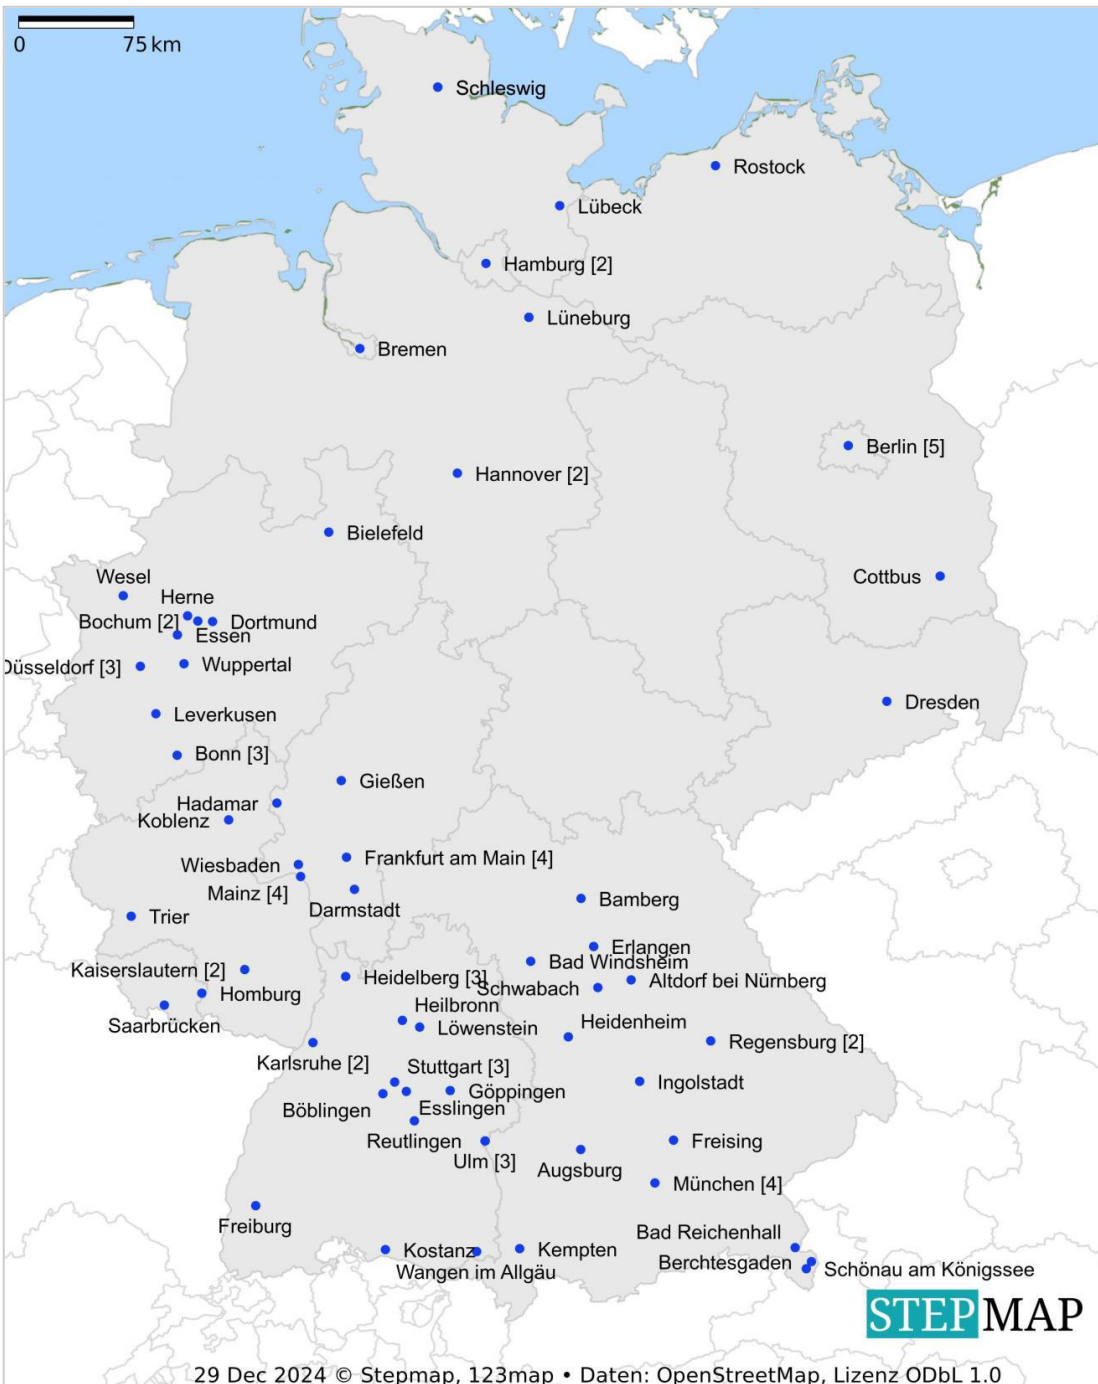 0 75 km
Schleswig
Rostock
Lübeck
Hamburg [2]
Lüneburg
Bremen
Berlin [5]
Hannover [2]
Bielefeld
Cottbus
Wesel
Herne
Bochum [2]
Dortmund
Essen
Düsseldorf [3]
Wuppertal
Dresden
Leverkusen
Bonn [3]
Gießen
Hadamar
Koblenz
Frankfurt am Main [4]
Wiesbaden
Mainz [4]
Darmstadt
Bamberg
Trier
Erlangen
Bad Windsheim
Kaiserslautern [2]
Heidelberg [3]
Schwabach
Altdorf bei Nürnberg
Homburg
Heilbronn
Saarbrücken
Löwenstein
Heidenheim
Regensburg [2]
Karlsruhe [2]
Stuttgart [3]
Ingolstadt
Göppingen
Böblingen
Esslingen
Reutlingen
Freising
Ulm [3]
Augsburg
München [4]
Freiburg
Bad Reichenhall
Kostanz
Kempten
Berchtesgaden
Wangen im Allgäu
Schönau am Königssee
STEPMAP
29 Dec 2024 © Stepmap, 123map • Daten: OpenStreetMap, Lizenz ODbL 1.0